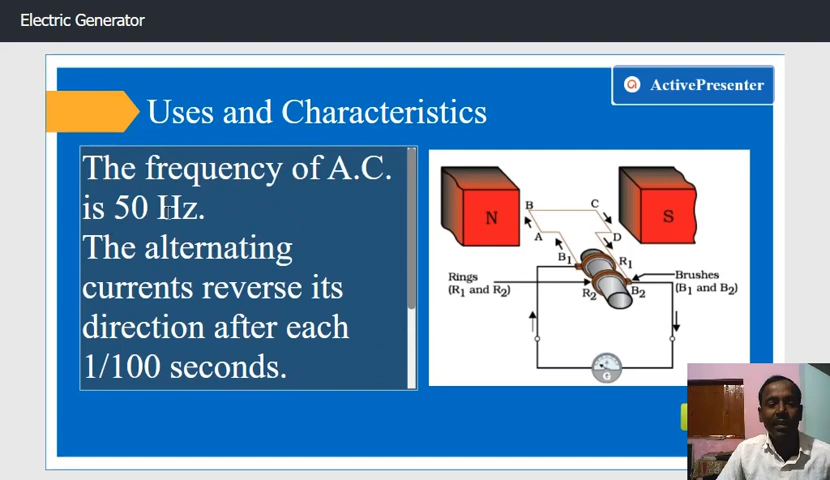 Electric Generator
ActivePresenter
Uses and Characteristics
The frequency of A.C.
is 50 Hz.
The alternating
currents reverse its
direction after each
1/100 seconds.
N
S
B
C
A
D
B1
R1
Rings
(R1 and R2)
R2
B2
Brushes
(B1 and B2)
G